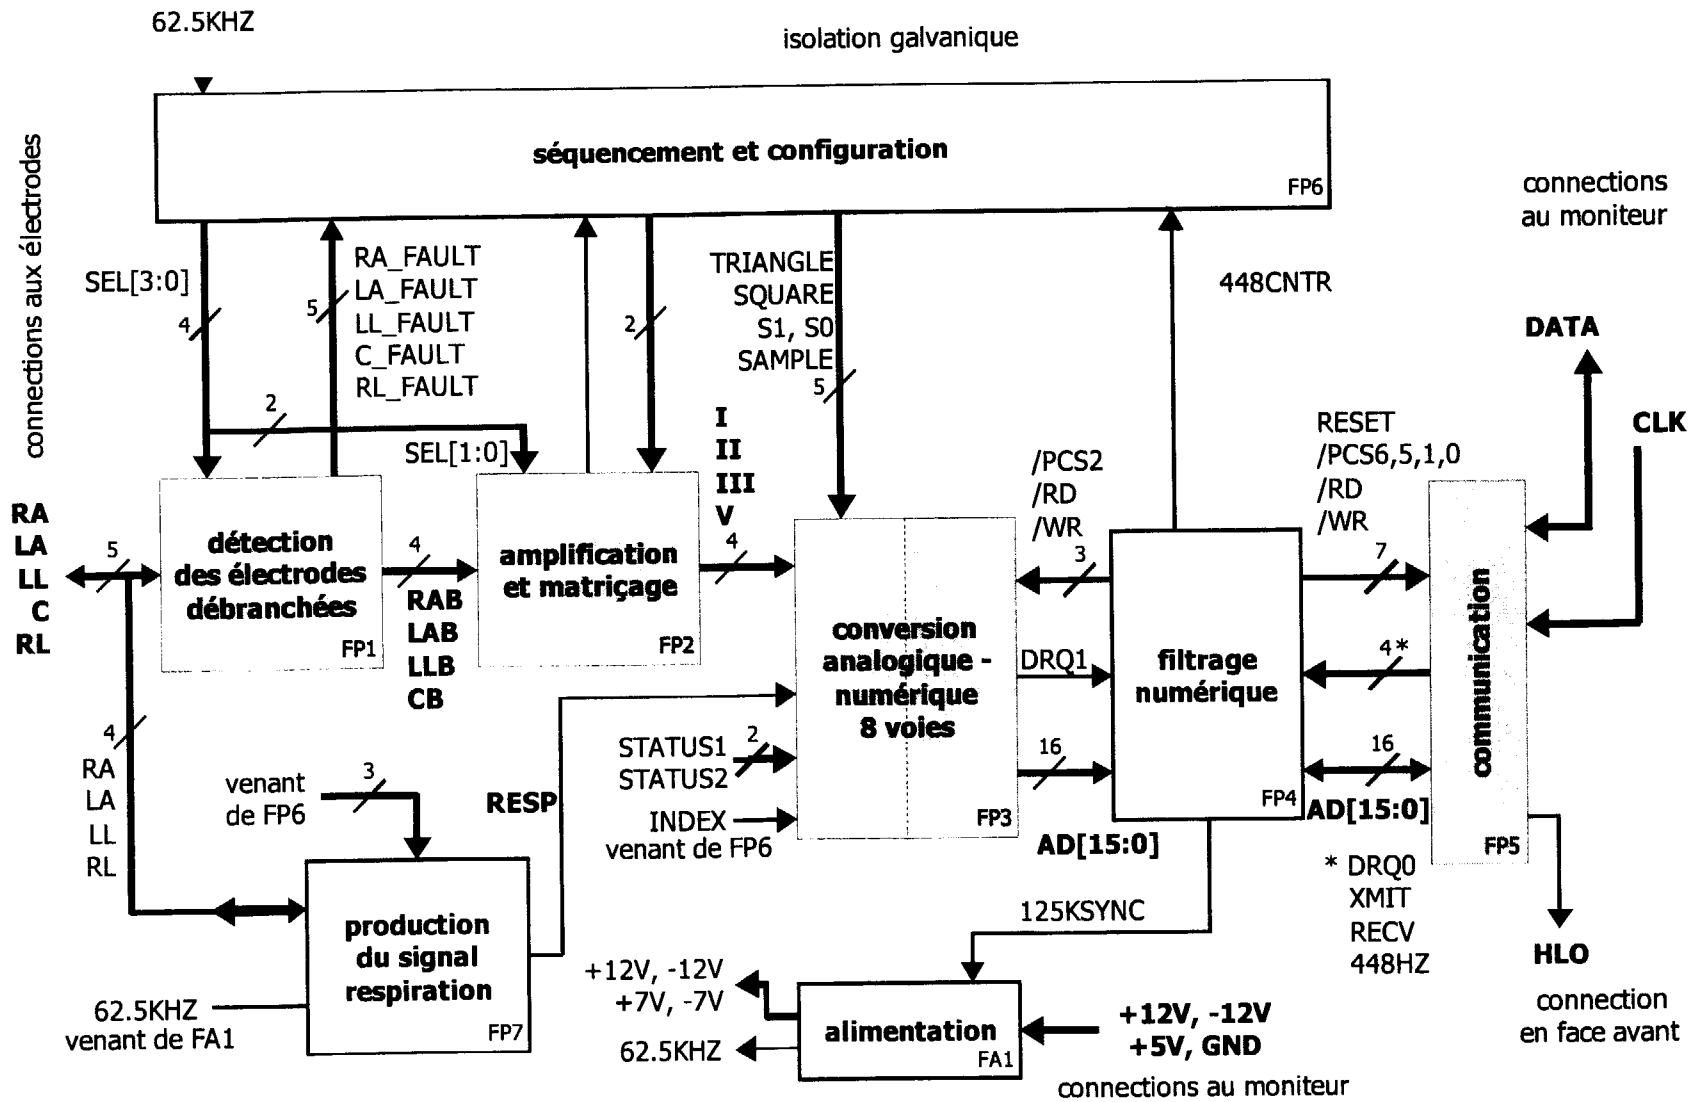 62.5KHZ
isolation galvanique
séquencement et configuration
FP6
connections aux électrodes
connections
au moniteur
SEL[3:0]
4
5
RA_FAULT
LA_FAULT
LL_FAULT
C_FAULT
RL_FAULT
2
TRIANGLE
SQUARE
S1, S0
SAMPLE
5
448CNTR
DATA
CLK
2
SEL[1:0]
I
II
III
V
/PCS2
/RD
/WR
3
RESET
/PCS6,5,1,0
/RD
/WR
7
RA
LA
LL
C
RL
5
détection
des électrodes
débranchées
FP1
4
RAB
LAB
LLB
CB
amplification
et matriçage
FP2
4
conversion
analogique -
numérique
8 voies
FP3
DRQ1
16
AD[15:0]
filtrage
numérique
FP4
4*
16
AD[15:0]
communication
FP5
4
RA
LA
LL
RL
venant
de FP6
3
RESP
STATUS1
STATUS2
2
INDEX
venant de FP6
* DRQ0
XMIT
RECV
448HZ
HLO
connection
en face avant
production
du signal
respiration
FP7
62.5KHZ
venant de FA1
125KSYNC
+12V, -12V
+7V, -7V
62.5KHZ
alimentation
FA1
+12V, -12V
+5V, GND
connections au moniteur